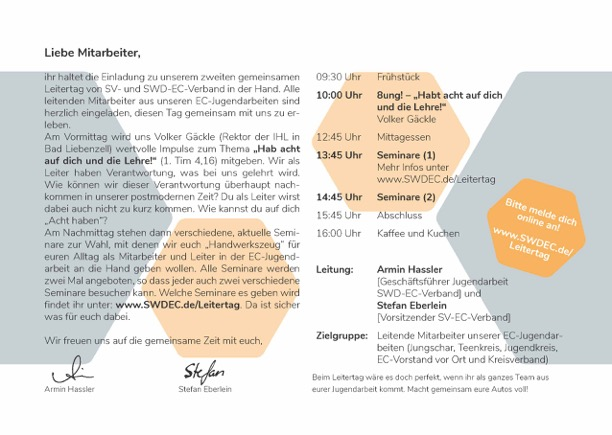 Liebe Mitarbeiter,
ihr haltet die Einladung zu unserem zweiten gemeinsamen
Leitertag von SV- und SWD-EC-Verband in der Hand. Alle
leitenden Mitarbeiter aus unseren EC-Jugendarbeiten sind
herzlich eingeladen, diesen Tag gemeinsam mit uns zu er-
leben.
Am Vormittag wird uns Volker Gäckle (Rektor der IHL in
Bad Liebenzell) wertvolle Impulse zum Thema „Hab acht
auf dich und die Lehre!“ (1. Tim 4,16) mitgeben. Wir als
Leiter haben Verantwortung, was bei uns gelehrt wird.
Wie können wir dieser Verantwortung überhaupt nach-
kommen in unserer postmodernen Zeit? Du als Leiter wirst
dabei auch nicht zu kurz kommen. Wie kannst du auf dich
„Acht haben“?
Am Nachmittag stehen dann verschiedene, aktuelle Semi-
nare zur Wahl, mit denen wir euch „Handwerkszeug“ für
euren Alltag als Mitarbeiter und Leiter in der EC-Jugend-
arbeit an die Hand geben wollen. Alle Seminare werden
zwei Mal angeboten, so dass jeder auch zwei verschiedene
Seminare besuchen kann. Welche Seminare es geben wird
findet ihr unter: www.SWDEC.de/Leitertag. Da ist sicher
was für euch dabei.
Wir freuen uns auf die gemeinsame Zeit mit euch,
Stefan
Armin Hassler Stefan Eberlein
09:30 Uhr Frühstück
10:00 Uhr 8ung! – „Habt acht auf dich
und die Lehre!“
Volker Gäckle
12:45 Uhr Mittagessen
13:45 Uhr Seminare (1)
Mehr Infos unter
www.SWDEC.de/Leitertag
14:45 Uhr Seminare (2)
15:45 Uhr Abschluss
16:00 Uhr Kaffee und Kuchen
Leitung: Armin Hassler
[Geschäftsführer Jugendarbeit
SWD-EC-Verband] und
Stefan Eberlein
[Vorsitzender SV-EC-Verband]
Zielgruppe: Leitende Mitarbeiter unserer EC-Jugendar-
beiten (Jungschar, Teenkreis, Jugendkreis,
EC-Vorstand vor Ort und Kreisverband)
Beim Leitertag wäre es doch perfekt, wenn ihr als ganzes Team aus
eurer Jugendarbeit kommt. Macht gemeinsam eure Autos voll!
Bitte melde dich
online an!
www.SWDEC.de/
Leitertag